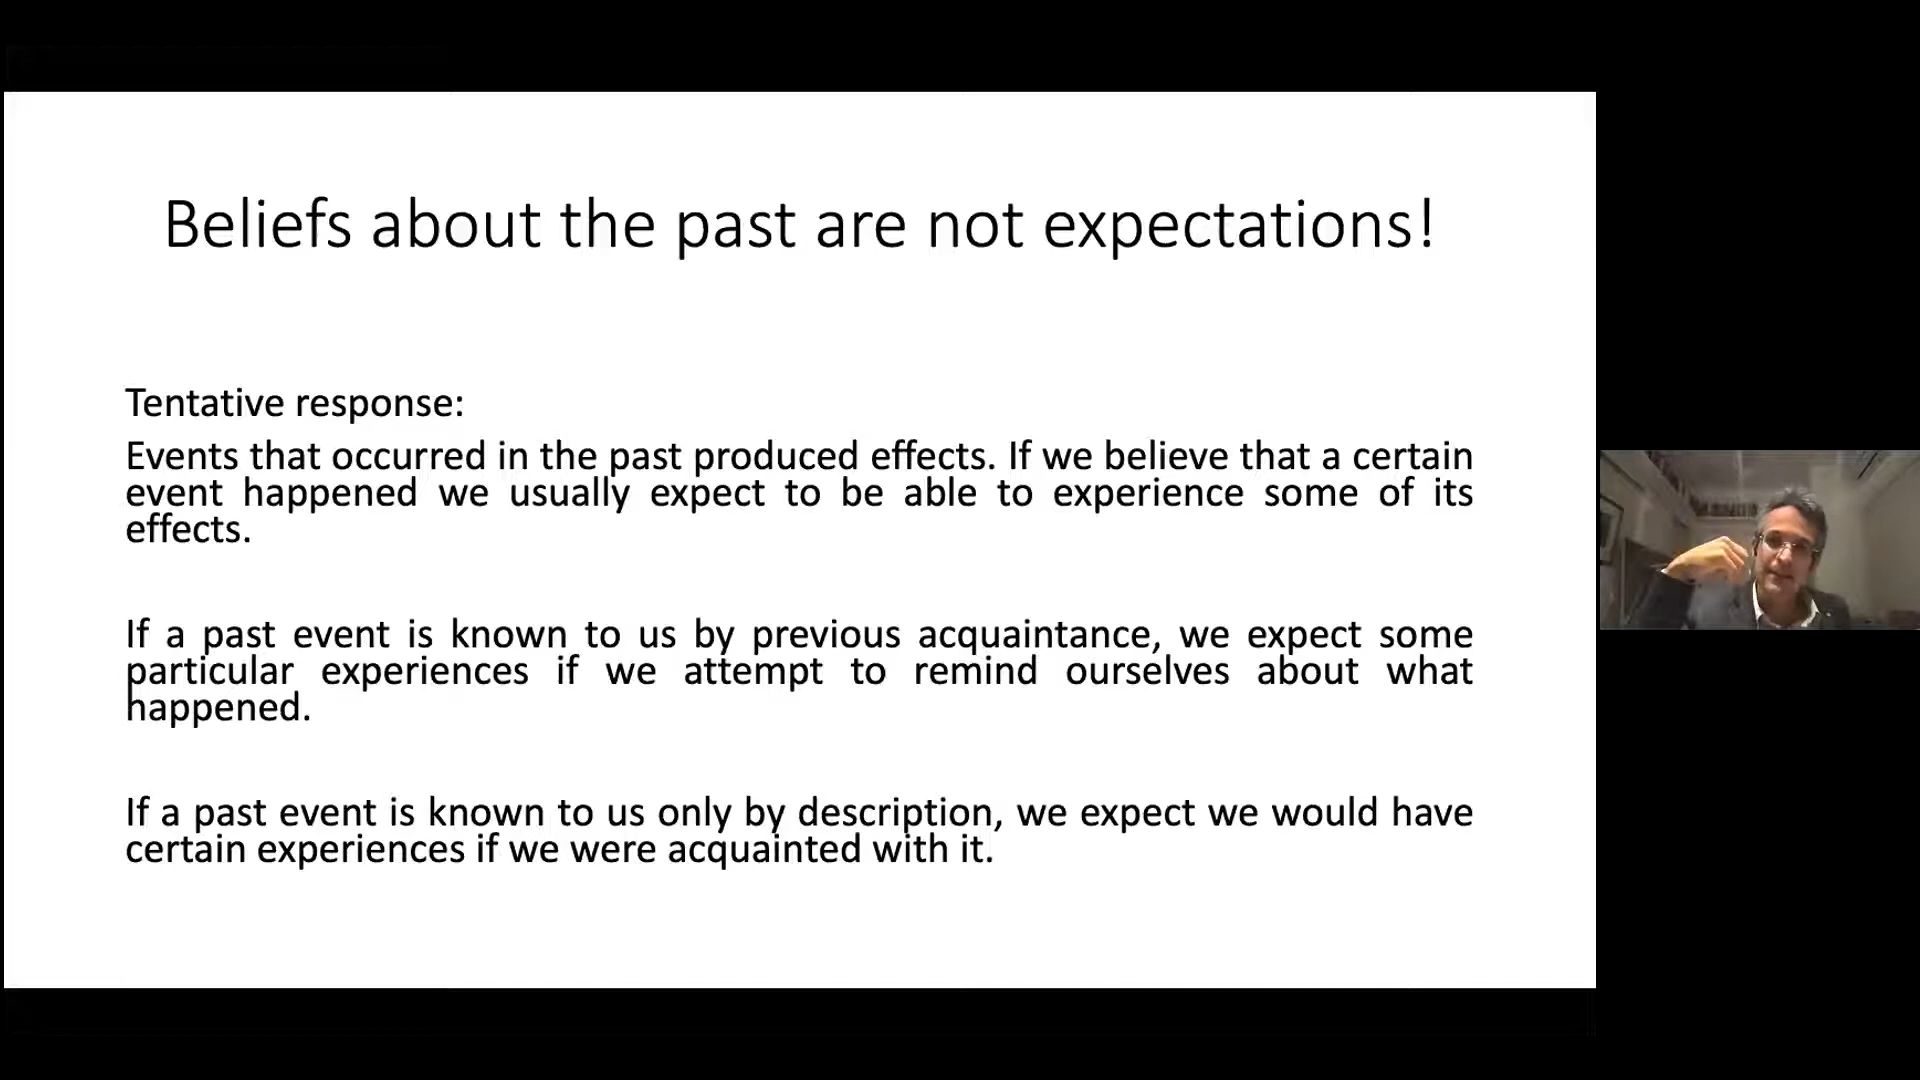 Beliefs about the past are not expectations!
Tentative response:
Events that occurred in the past produced effects. If we believe that a certain
event happened we usually expect to be able to experience some of its
effects.
If a past event is known to us by previous acquaintance, we expect some
particular experiences if we attempt to remind ourselves about what
happened.
If a past event is known to us only by description, we expect we would have
certain experiences if we were acquainted with it.